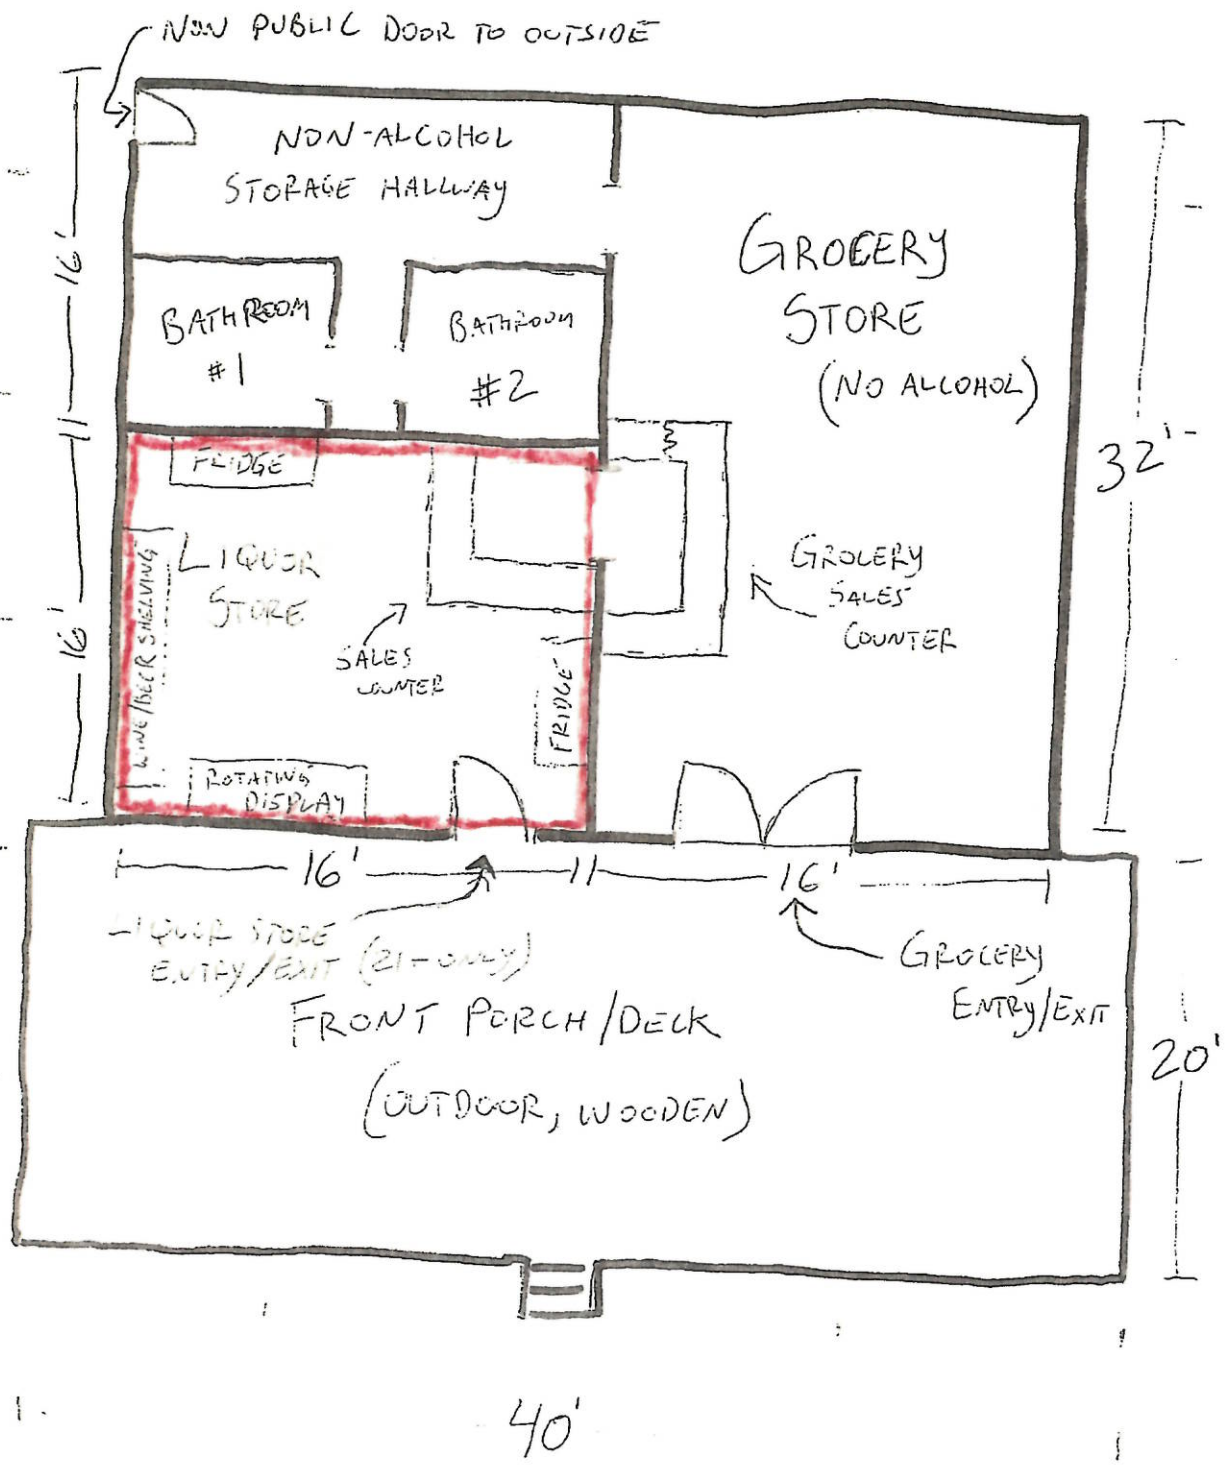 NON PUBLIC DOOR TO OUTSIDE
NON-ALCOHOL
STORAGE HALLWAY
16'
GROCERY
STORE
(NO ALCOHOL)
BATHROOM
#1
BATHROOM
#2
32'
FRIDGE
LIQUOR
STORE
WINE/BEER SHELVING
16'
SALES
COUNTER
FRIDGE
GROCERY
SALES
COUNTER
ROTATING
DISPLAY
16'
16'
LIQUOR STORE
ENTRY/EXIT (21+ ONLY)
GROCERY
ENTRY/EXIT
FRONT PORCH/DECK
(OUTDOOR, WOODEN)
20'
40'